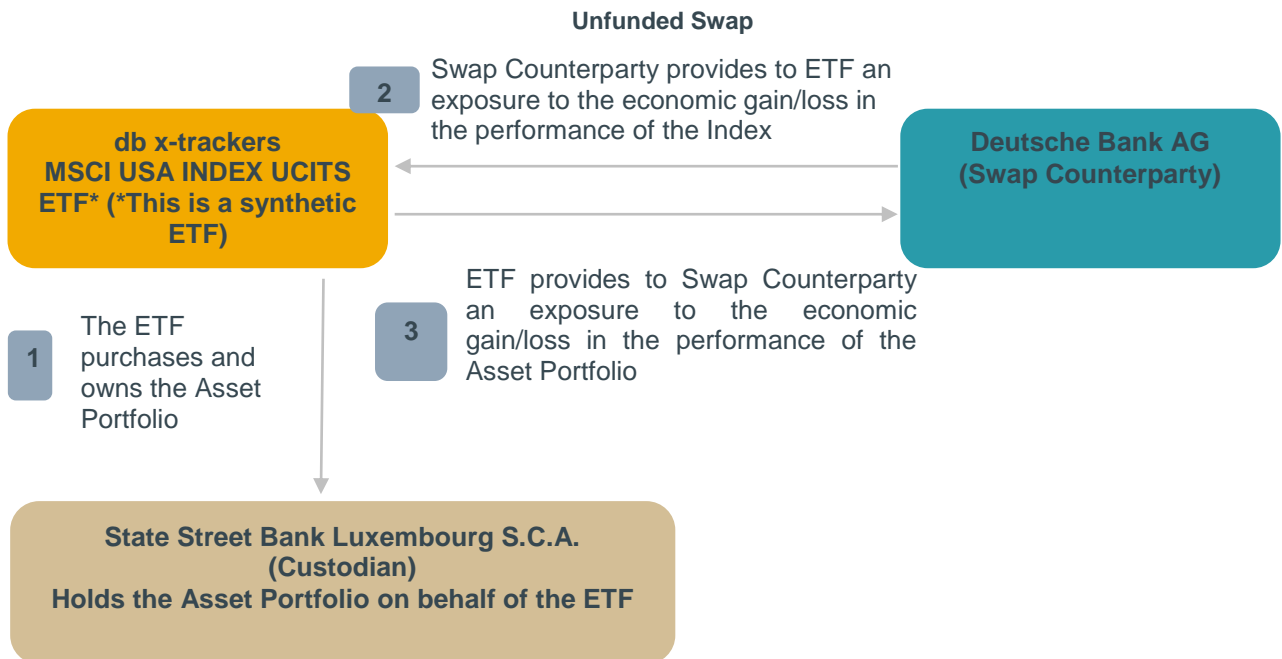 Unfunded Swap
2
Swap Counterparty provides to ETF an
exposure to the economic gain/loss in
the performance of the Index
db x-trackers
MSCI USA INDEX UCITS
ETF* (*This is a synthetic
ETF)
Deutsche Bank AG
(Swap Counterparty)
3
ETF provides to Swap Counterparty
an exposure to the economic
gain/loss in the performance of the
Asset Portfolio
1
The ETF
purchases and
owns the Asset
Portfolio
State Street Bank Luxembourg S.C.A.
(Custodian)
Holds the Asset Portfolio on behalf of the ETF